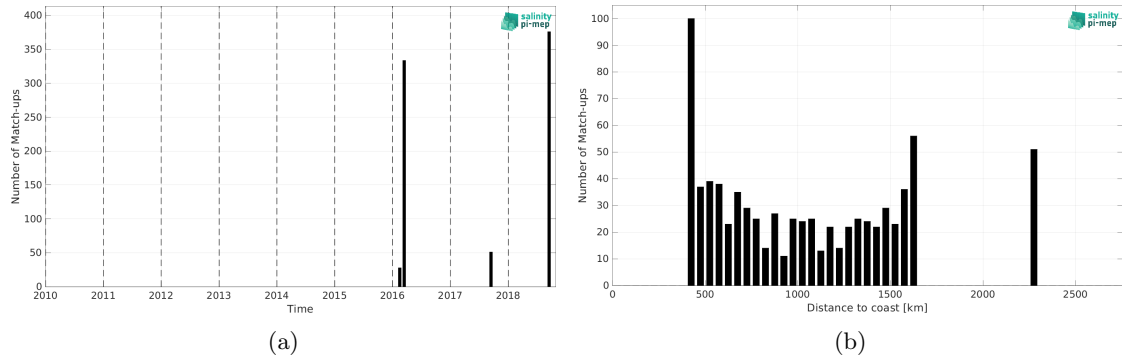 salinity
pi-mep
400
350
300
250
200
150
100
50
0
Number of Match-ups
2010 2011 2012 2013 2014 2015 2016 2017 2018
Time
(a)
salinity
pi-mep
100
90
80
70
60
50
40
30
20
10
0
Number of Match-ups
0 500 1000 1500 2000 2500
Distance to coast [km]
(b)